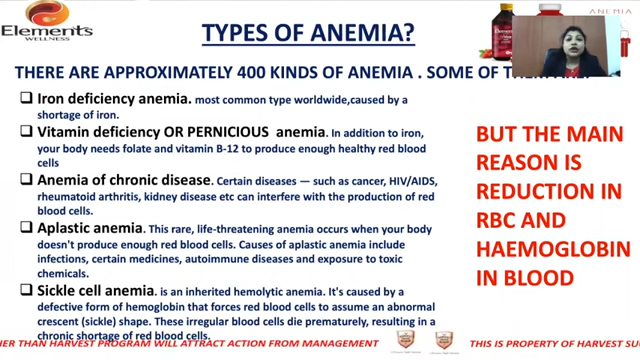 Elements
WELLNESS
TYPES OF ANEMIA?
ANEMIA
THERE ARE APPROXIMATELY 400 KINDS OF ANEMIA . SOME OF
Iron deficiency anemia. most common type worldwide,caused by a
shortage of iron.
Vitamin deficiency OR PERNICIOUS anemia. In addition to iron,
your body needs folate and vitamin B-12 to produce enough healthy red blood
cells
Anemia of chronic disease. Certain diseases — such as cancer, HIV/AIDS,
rheumatoid arthritis, kidney disease etc can interfere with the production of red
blood cells.
Aplastic anemia. This rare, life-threatening anemia occurs when your body
doesn't produce enough red blood cells. Causes of aplastic anemia include
infections, certain medicines, autoimmune diseases and exposure to toxic
chemicals.
Sickle cell anemia. is an inherited hemolytic anemia. It's caused by a
defective form of hemoglobin that forces red blood cells to assume an abnormal
crescent (sickle) shape. These irregular blood cells die prematurely, resulting in a
chronic shortage of red blood cells.
BUT THE MAIN
REASON IS
REDUCTION IN
RBC AND
HAEMOGLOBIN
IN BLOOD
HER THAN HARVEST PROGRAM WILL ATTRACT ACTION FROM MANAGEMENT
THIS IS PROPERTY OF HARVEST SU